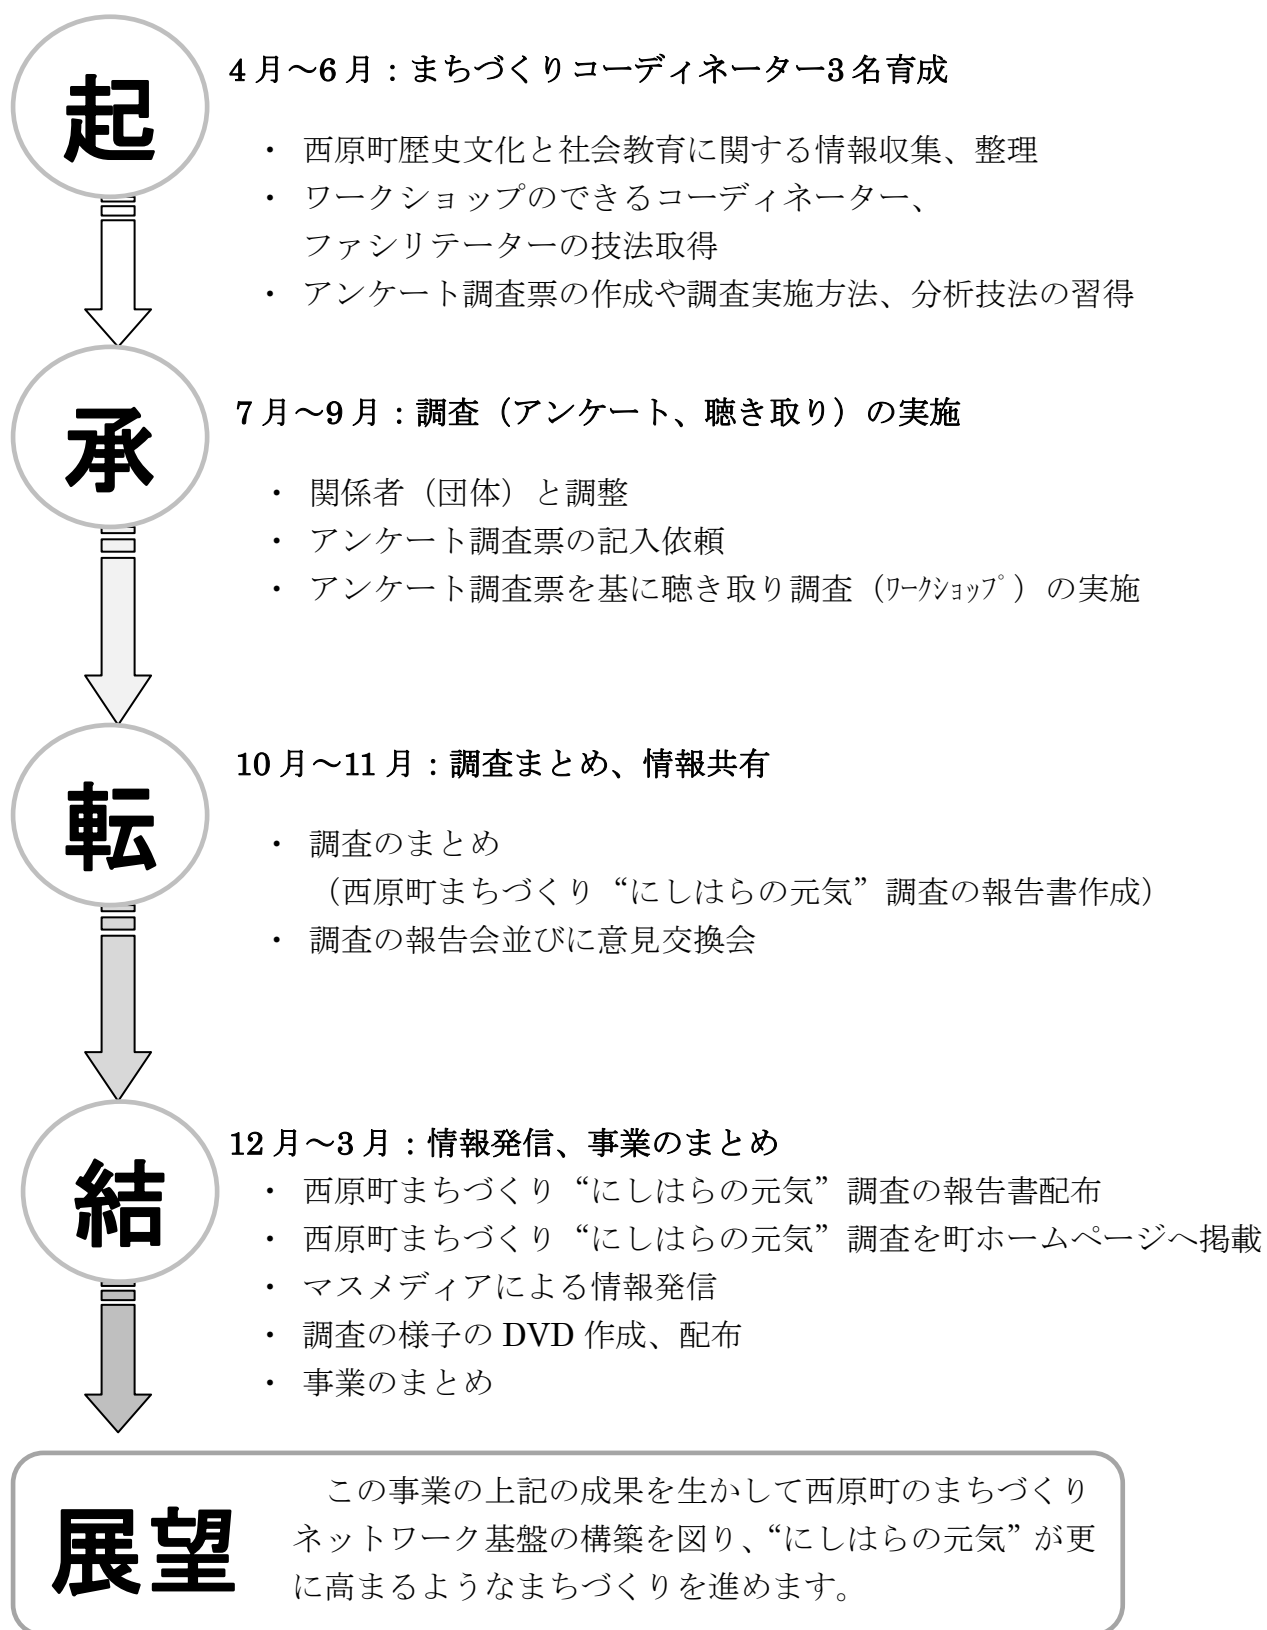 起
4月～6月：まちづくりコーディネーター3名育成
・ 西原町歴史文化と社会教育に関する情報収集、整理
・ ワークショップのできるコーディネーター、
ファシリテーターの技法取得
・ アンケート調査票の作成や調査実施方法、分析技法の習得
承
7月～9月：調査（アンケート、聴き取り）の実施
・ 関係者（団体）と調整
・ アンケート調査票の記入依頼
・ アンケート調査票を基に聴き取り調査（ﾜｰｸｼｮｯﾌﾟ）の実施
転
10月～11月：調査まとめ、情報共有
・ 調査のまとめ
（西原町まちづくり“にしはらの元気”調査の報告書作成）
・ 調査の報告会並びに意見交換会
結
12月～3月：情報発信、事業のまとめ
・ 西原町まちづくり“にしはらの元気”調査の報告書配布
・ 西原町まちづくり“にしはらの元気”調査を町ホームページへ掲載
・ マスメディアによる情報発信
・ 調査の様子の DVD 作成、配布
・ 事業のまとめ
展望
この事業の上記の成果を生かして西原町のまちづくり
ネットワーク基盤の構築を図り、“にしはらの元気”が更
に高まるようなまちづくりを進めます。